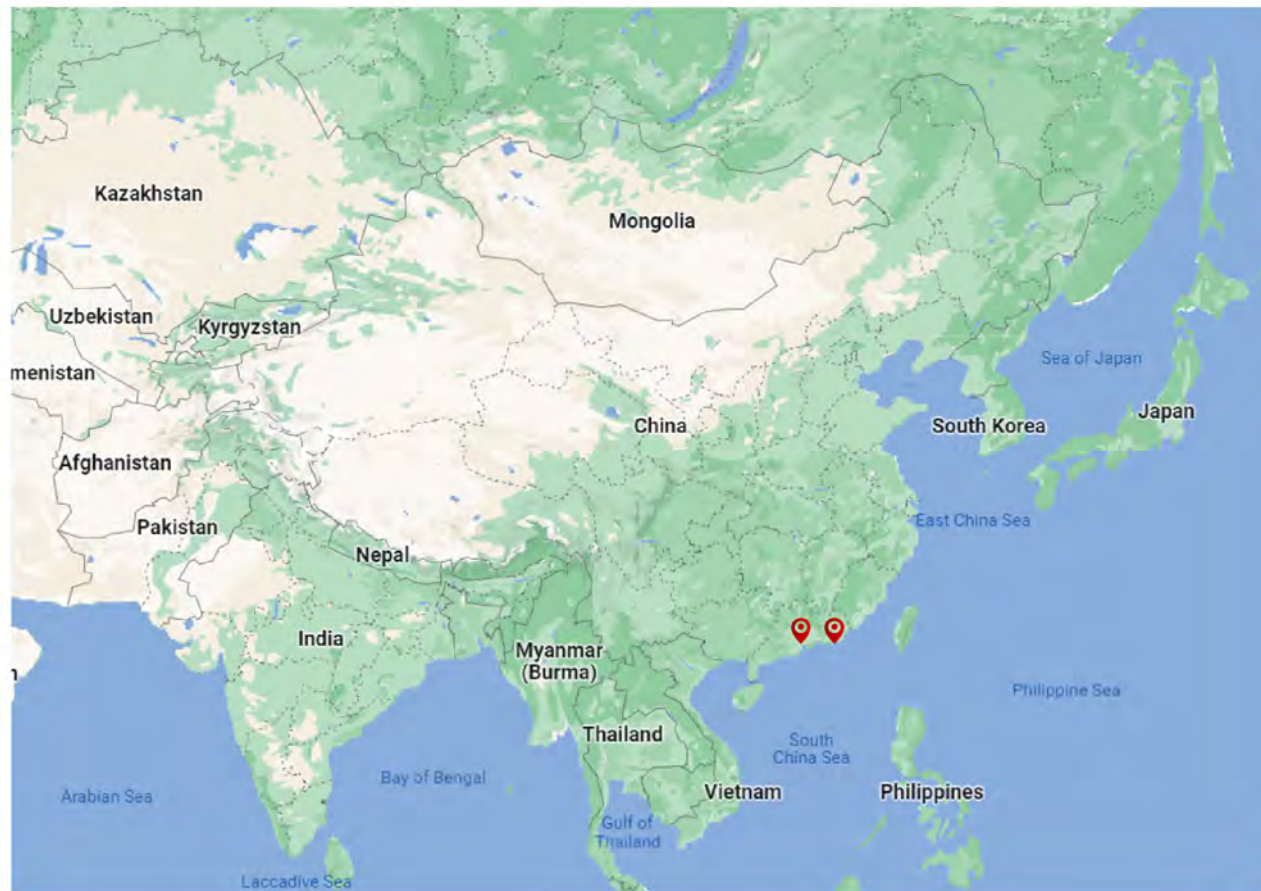 Kazakhstan
Mongolia
Uzbekistan
Kyrgyzstan
Sea of Japan
menistan
China
South Korea
Japan
Afghanistan
Pakistan
East China Sea
Nepal
India
Myanmar
(Burma)
n
Philippine Sea
Thailand
South
China Sea
Bay of Bengal
Arabian Sea
Vietnam
Philippines
Gulf of
Thailand
Laccadive Sea